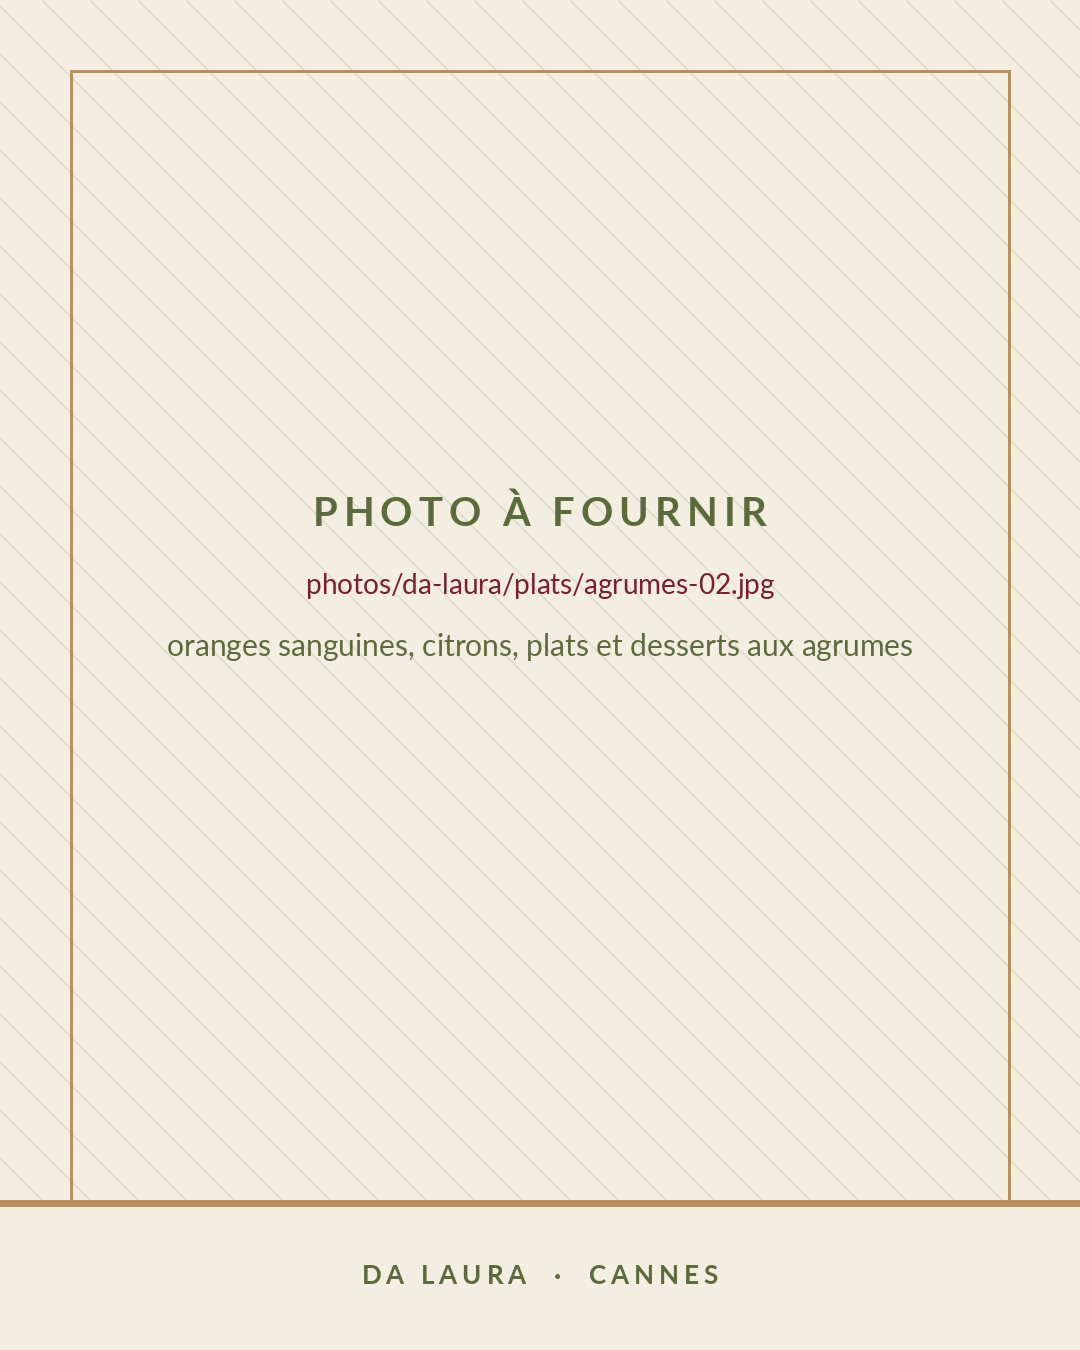 PHOTO À FOURNIR
photos/da-laura/plats/agrumes-02.jpg
oranges sanguines, citrons, plats et desserts aux agrumes
DA LAURA · CANNES